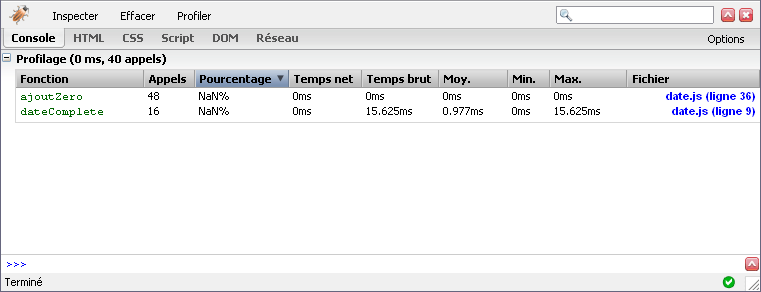 Inspecter Effacer Profiler
Console HTML CSS Script DOM Réseau Options
Profilage (0 ms, 40 appels)
Fonction Appels Pourcentage Temps net Temps brut Moy. Min. Max. Fichier
ajoutZero 48 NaN% 0ms 0ms 0ms 0ms 0ms date.js (ligne 36)
dateComplete 16 NaN% 0ms 15.625ms 0.977ms 0ms 15.625ms date.js (ligne 9)
>>>
Terminé